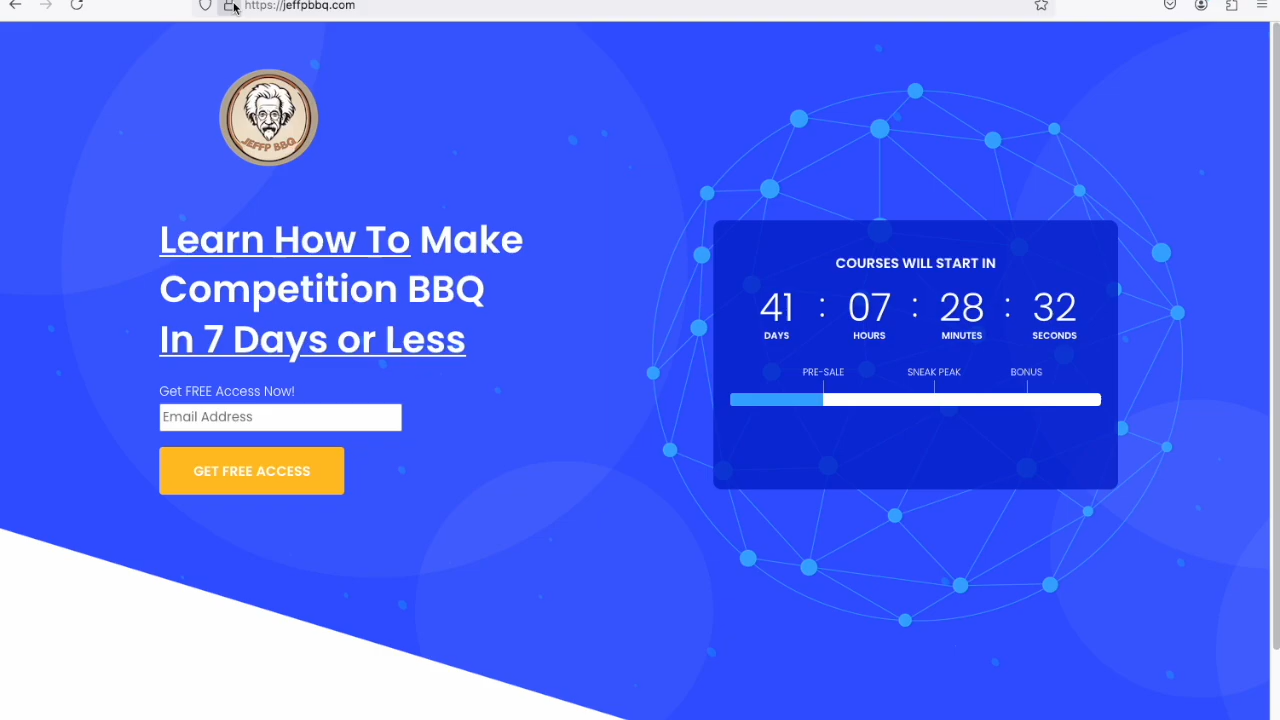 https://jeffpbbq.com
JEFFP BBQ
Learn How To Make
Competition BBQ
In 7 Days or Less
Get FREE Access Now!
Email Address
GET FREE ACCESS
COURSES WILL START IN
41 : 07 : 28 : 32
DAYS HOURS MINUTES SECONDS
PRE-SALE SNEAK PEAK BONUS